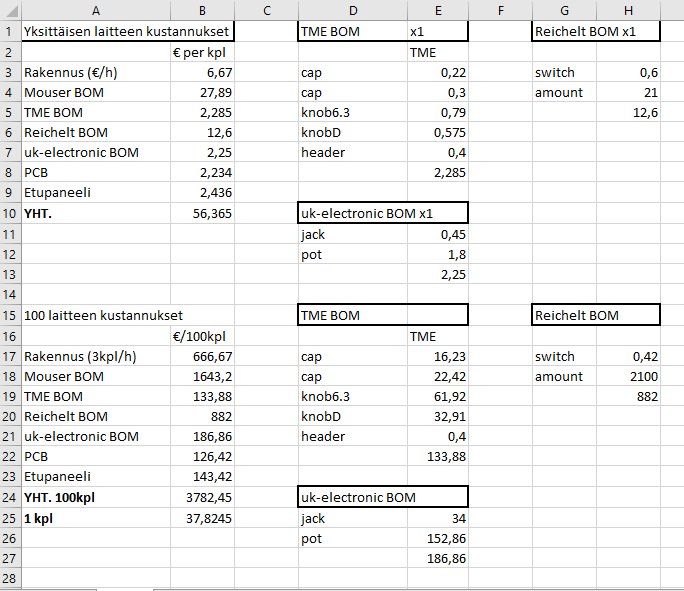 A B C D E F G H
1 Yksittäisen laitteen kustannukset TME BOM x1 Reichelt BOM x1
2 € per kpl TME
3 Rakennus (€/h) 6,67 cap 0,22 switch 0,6
4 Mouser BOM 27,89 cap 0,3 amount 21
5 TME BOM 2,285 knob6.3 0,79 12,6
6 Reichelt BOM 12,6 knobD 0,575
7 uk-electronic BOM 2,25 header 0,4
8 PCB 2,234 2,285
9 Etupaneeli 2,436
10 YHT. 56,365 uk-electronic BOM x1
11 jack 0,45
12 pot 1,8
13 2,25
14
15 100 laitteen kustannukset TME BOM Reichelt BOM
16 €/100kpl TME
17 Rakennus (3kpl/h) 666,67 cap 16,23 switch 0,42
18 Mouser BOM 1643,2 cap 22,42 amount 2100
19 TME BOM 133,88 knob6.3 61,92 882
20 Reichelt BOM 882 knobD 32,91
21 uk-electronic BOM 186,86 header 0,4
22 PCB 126,42 133,88
23 Etupaneeli 143,42
24 YHT. 100kpl 3782,45 uk-electronic BOM
25 1 kpl 37,8245 jack 34
26 pot 152,86
27 186,86
28